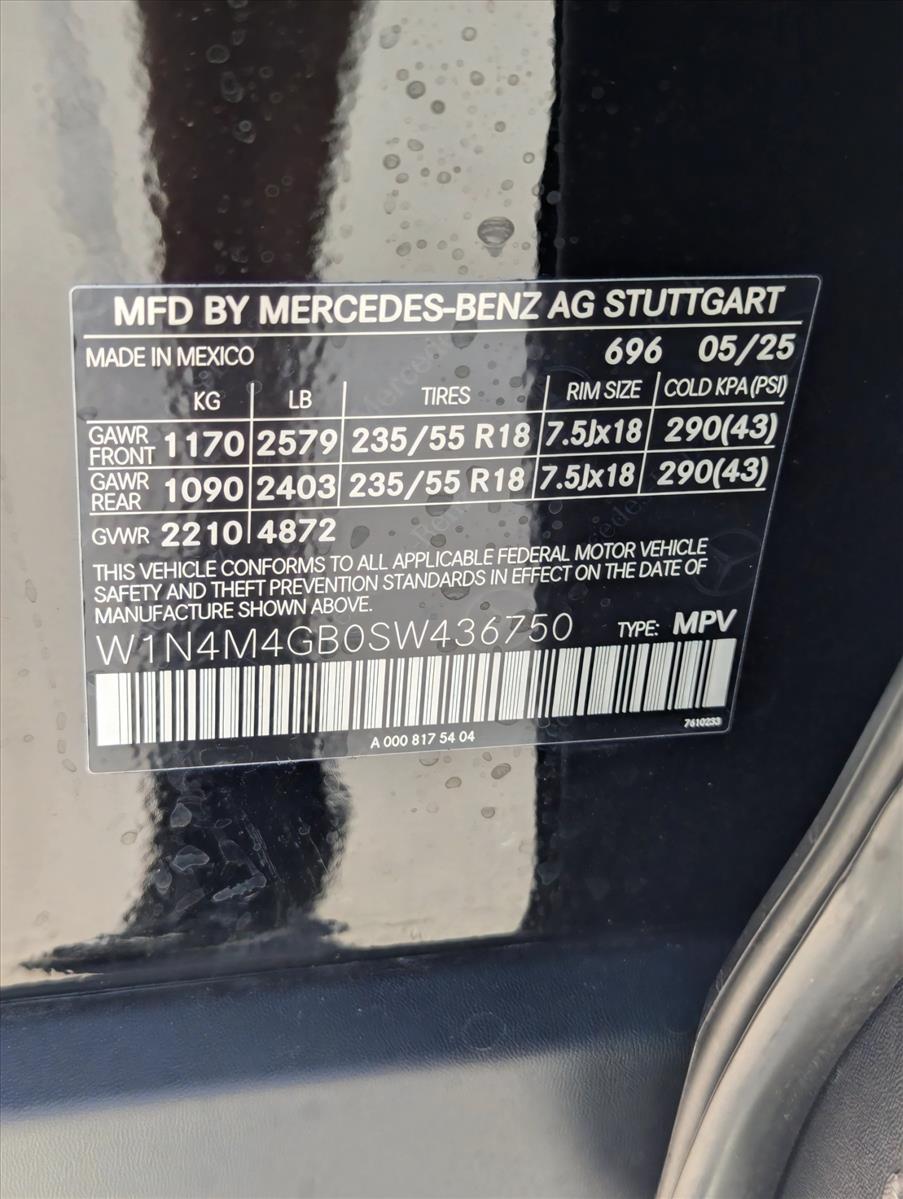 MFD BY MERCEDES-BENZ AG STUTTGART
MADE IN MEXICO 696 05/25
KG LB TIRES RIM SIZE COLD KPA(PSI)
GAWR FRONT 1170 2579 235/55 R18 7.5Jx18 290(43)
GAWR REAR 1090 2403 235/55 R18 7.5Jx18 290(43)
GVWR 2210 4872
THIS VEHICLE CONFORMS TO ALL APPLICABLE FEDERAL MOTOR VEHICLE
SAFETY AND THEFT PREVENTION STANDARDS IN EFFECT ON THE DATE OF
MANUFACTURE SHOWN ABOVE.
W1N4M4GB0SW436750 TYPE: MPV
A 000 817 54 04 7610233